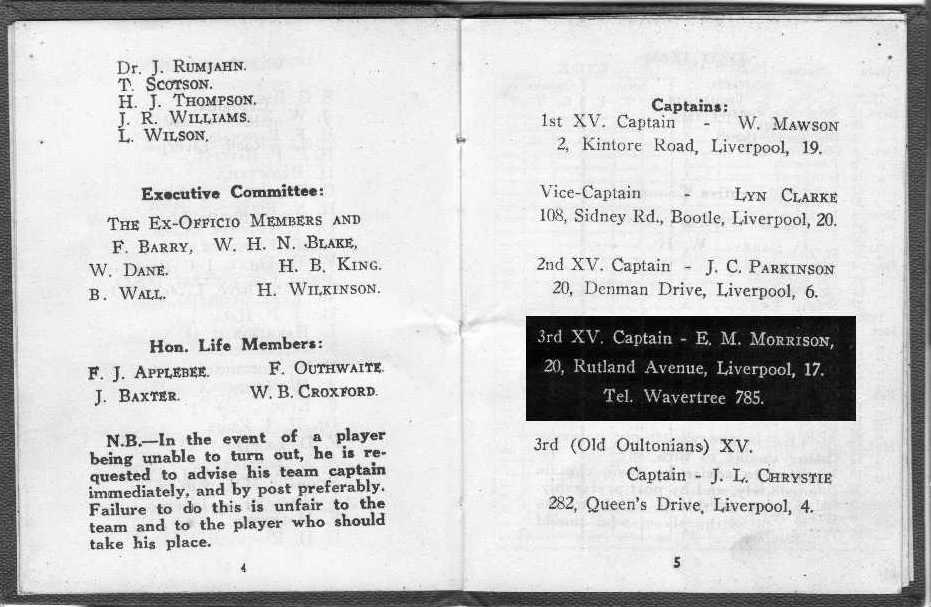 Dr. J. Rumjahn.
T. Scotson.
H. J. Thompson.
J. R. Williams.
L. Wilson.
Executive Committee:
The Ex-Officio Members and
F. Barry, W. H. N. Blake,
W. Dane. H. B. King.
B. Wall. H. Wilkinson.
Hon. Life Members:
F. J. Applebee. F. Outhwaite.
J. Baxter. W. B. Croxford.
N.B.—In the event of a player
being unable to turn out, he is re-
quested to advise his team captain
immediately, and by post preferably.
Failure to do this is unfair to the
team and to the player who should
take his place.
4
Captains:
1st XV. Captain - W. Mawson
2, Kintore Road, Liverpool, 19.
Vice-Captain - Lyn Clarke
108, Sidney Rd., Bootle, Liverpool, 20.
2nd XV. Captain - J. C. Parkinson
20, Denman Drive, Liverpool, 6.
3rd XV. Captain - E. M. Morrison,
20, Rutland Avenue, Liverpool, 17.
Tel. Wavertree 785.
3rd (Old Oultonians) XV.
Captain - J. L. Chrystie
282, Queen's Drive, Liverpool, 4.
5